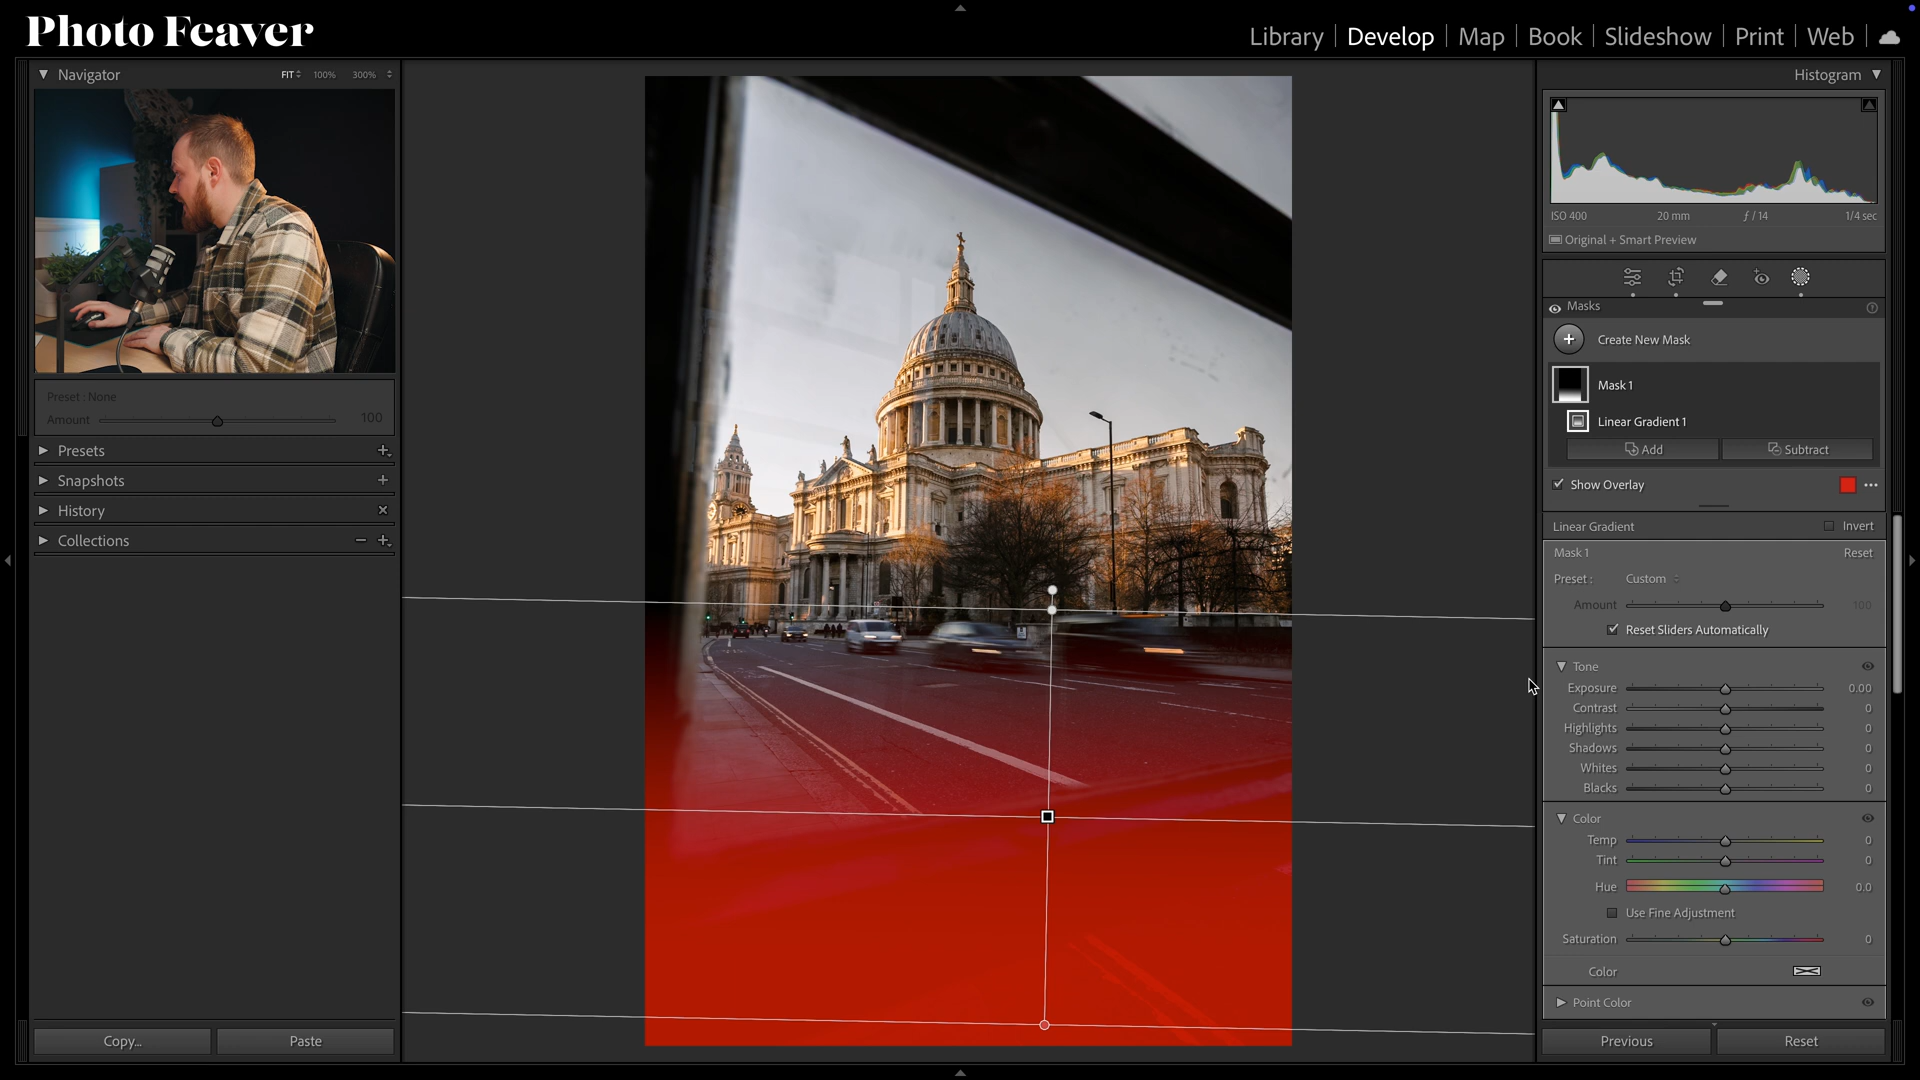 Photo Feaver
Library Develop Map Book Slideshow Print Web
Navigator FIT 100% 300%
Preset : None
Amount 100
Presets
Snapshots
History
Collections
Copy... Paste
Histogram
ISO 400 20 mm ƒ / 14 1/4 sec
Original + Smart Preview
Masks
Create New Mask
Mask 1
Linear Gradient 1
Add Subtract
Show Overlay
Linear Gradient Invert
Mask 1 Reset
Preset : Custom
Amount 100
Reset Sliders Automatically
Tone
Exposure 0.00
Contrast 0
Highlights 0
Shadows 0
Whites 0
Blacks 0
Color
Temp 0
Tint 0
Hue 0.0
Use Fine Adjustment
Saturation 0
Color
Point Color
Previous Reset